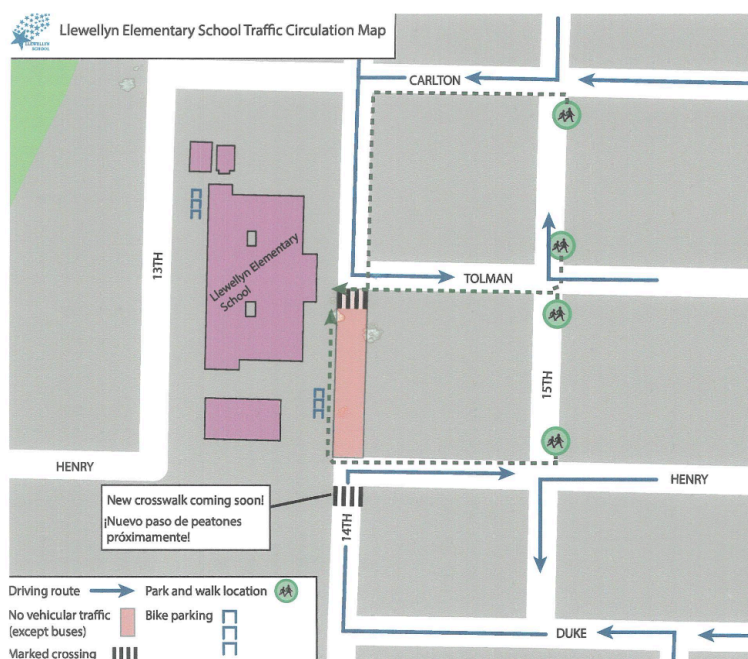 LLEWELLYN
SCHOOL
Llewellyn Elementary School Traffic Circulation Map
CARLTON
13TH
Llewellyn Elementary
School
TOLMAN
15TH
HENRY
HENRY
New crosswalk coming soon!
¡Nuevo paso de peatones
próximamente!
14TH
Driving route
Park and walk location
No vehicular traffic
(except buses)
Bike parking
DUKE
Marked crossing